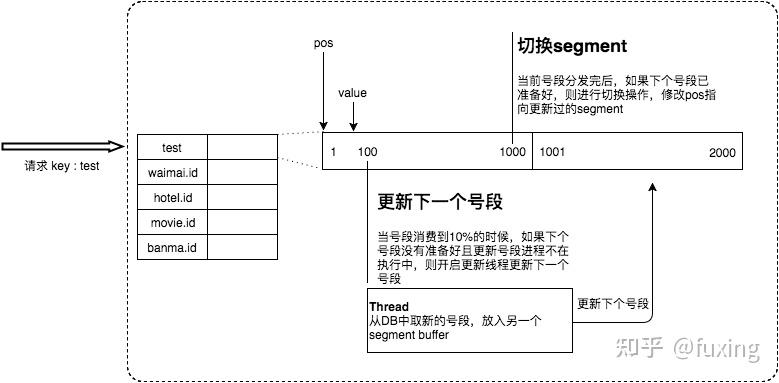 pos
切换segment
当前号段分发完后，如果下个号段已
准备好，则进行切换操作，修改pos指
向更新过的segment
value
请求 key : test
test
waimai.id
hotel.id
movie.id
banma.id
1 100 1000 1001 2000
更新下一个号段
当号段消费到10%的时候，如果下个
号段没有准备好且更新号段进程不在
执行中，则开启更新线程更新下一个
号段
Thread
从DB中取新的号段，放入另一个
segment buffer
更新下个号段
知乎 @fuxing